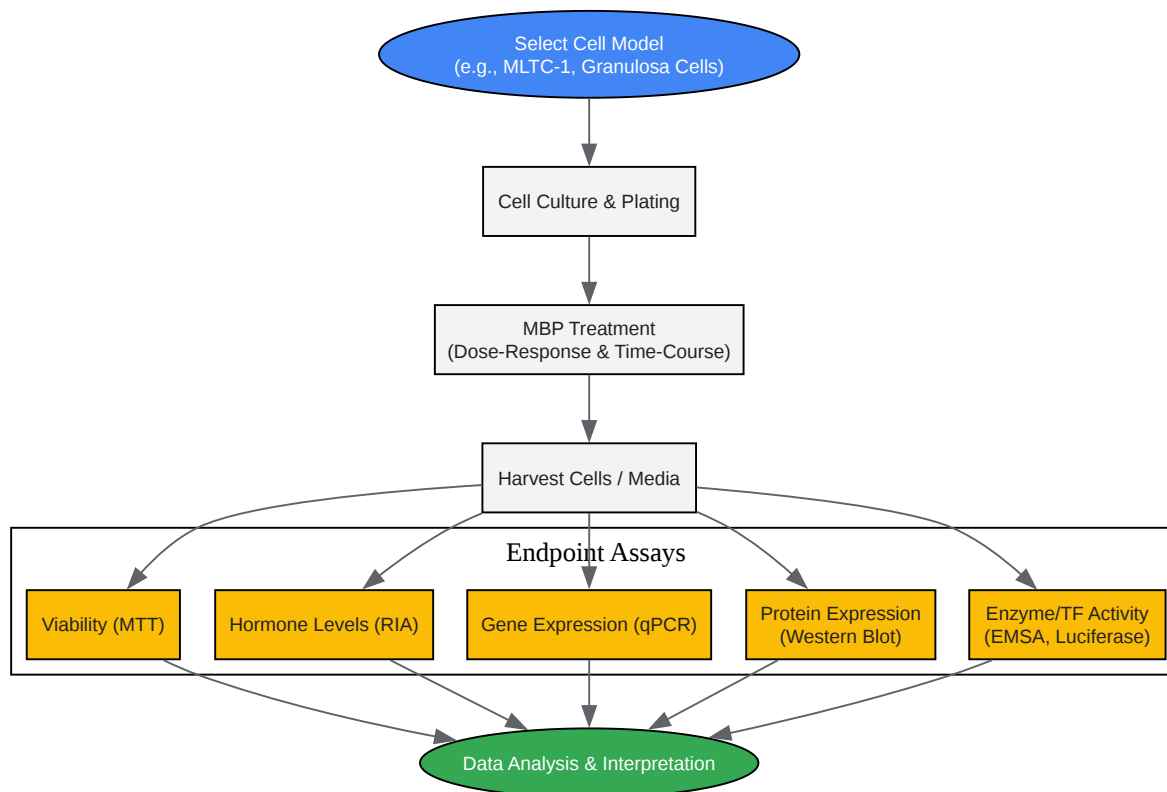 Select Cell Model
(e.g., MLTC-1, Granulosa Cells)
Cell Culture & Plating
MBP Treatment
(Dose-Response & Time-Course)
Harvest Cells / Media
Endpoint Assays
Viability (MTT)
Hormone Levels (RIA)
Gene Expression (qPCR)
Protein Expression
(Western Blot)
Enzyme/TF Activity
(EMSA, Luciferase)
Data Analysis & Interpretation